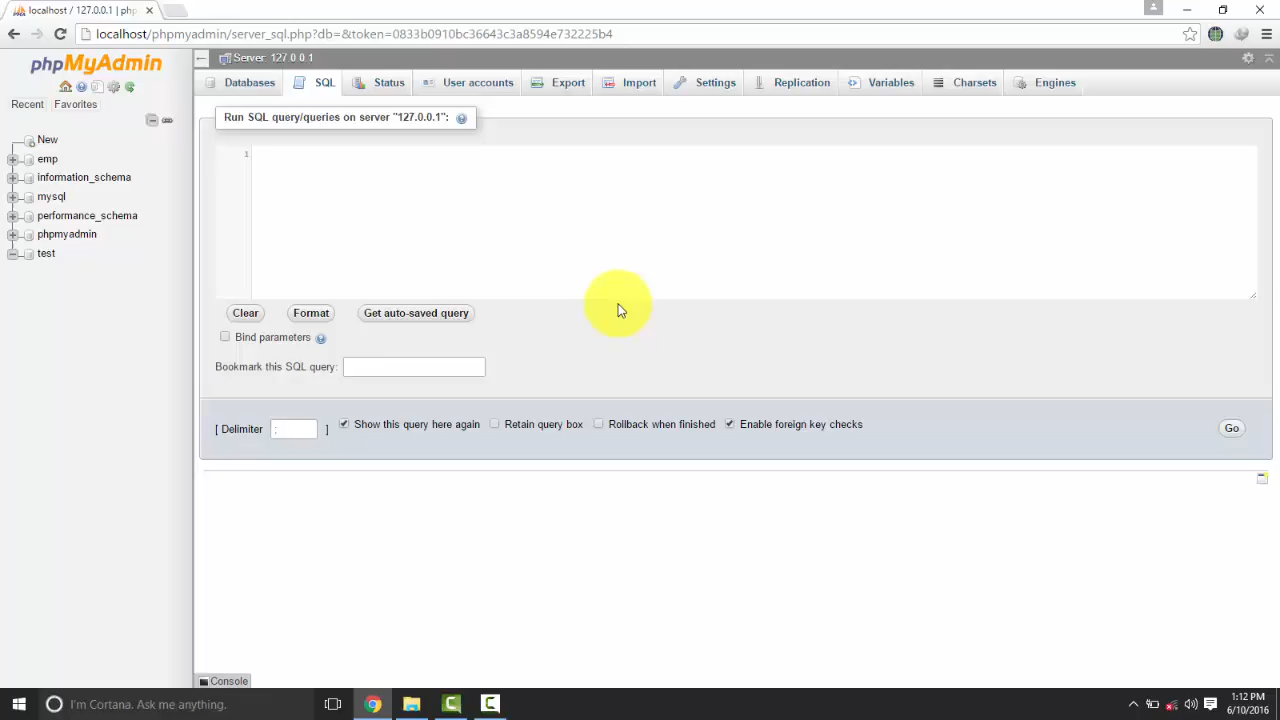 localhost / 127.0.0.1 | php
localhost/phpmyadmin/server_sql.php?db=&token=0833b0910bc36643c3a8594e732225b4
phpMyAdmin
Recent Favorites
New
emp
information_schema
mysql
performance_schema
phpmyadmin
test
Server: 127.0.0.1
Databases SQL Status User accounts Export Import Settings Replication Variables Charsets Engines
Run SQL query/queries on server "127.0.0.1":
1
Clear Format Get auto-saved query
Bind parameters
Bookmark this SQL query:
[ Delimiter ; ] Show this query here again Retain query box Rollback when finished Enable foreign key checks Go
Console
I'm Cortana. Ask me anything.
1:12 PM
6/10/2016